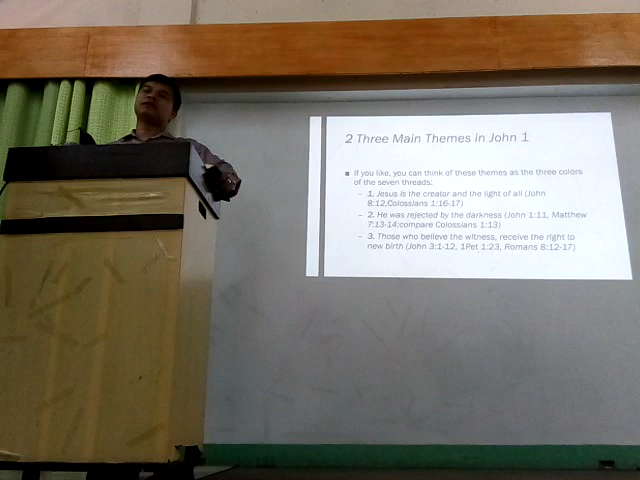 2 Three Main Themes in John 1
If you like, you can think of these themes as the three colors
of the seven threads:
– 1. Jesus is the creator and the light of all (John
8:12,Colossians 1:16-17)
– 2. He was rejected by the darkness (John 1:11, Matthew
7:13-14;compare Colossians 1:13)
– 3. Those who believe the witness, receive the right to
new birth (John 3:1-12, 1Pet 1:23, Romans 8:12-17)